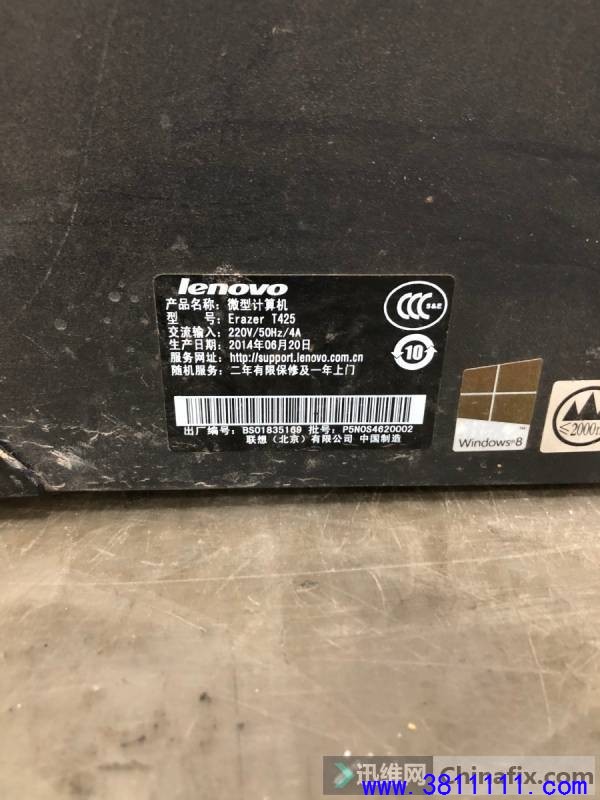 lenovo
产品名称：微型计算机
型　　号：Erazer T425
交流输入：220V/50Hz/4A
生产日期：2014年06月20日
服务网址：http://support.lenovo.com.cn
随机服务：二年有限保修及一年上门
CCC S&E
10
出厂编号：BS01835169 批号：P5N0S4620002
联想（北京）有限公司 中国制造
Windows 8
≤2000m
迅维网 Chinafix.com
www.3811111.com